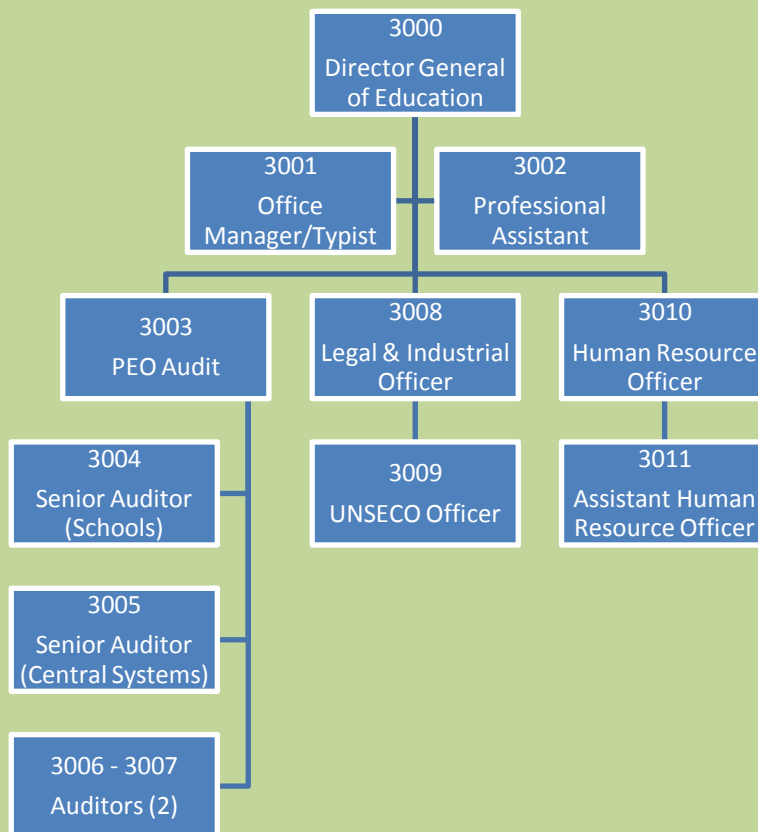 3000
Director General
of Education
3001
Office
Manager/Typist
3002
Professional
Assistant
3003
PEO Audit
3008
Legal & Industrial
Officer
3010
Human Resource
Officer
3004
Senior Auditor
(Schools)
3009
UNSECO Officer
3011
Assistant Human
Resource Officer
3005
Senior Auditor
(Central Systems)
3006 - 3007
Auditors (2)